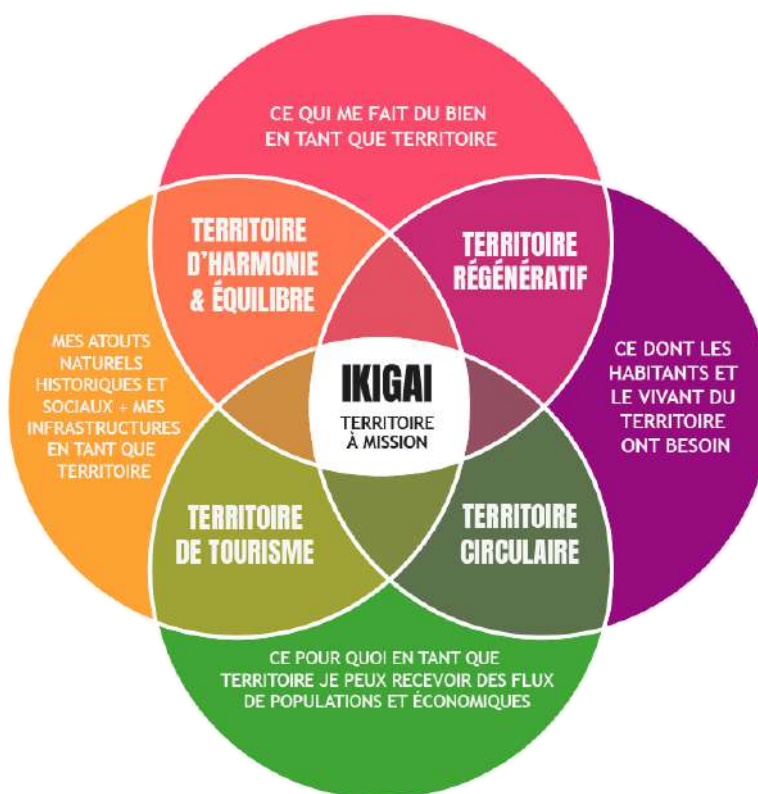 CE QUI ME FAIT DU BIEN
EN TANT QUE TERRITOIRE
TERRITOIRE
D'HARMONIE
& ÉQUILIBRE
TERRITOIRE
RÉGÉNÉRATIF
MES ATOUTS
NATURELS
HISTORIQUES ET
SOCIAUX + MES
INFRASTRUCTURES
EN TANT QUE
TERRITOIRE
IKIGAI
TERRITOIRE
À MISSION
CE DONT LES
HABITANTS ET
LE VIVANT DU
TERRITOIRE
ONT BESOIN
TERRITOIRE
DE TOURISME
TERRITOIRE
CIRCULAIRE
CE POUR QUOI EN TANT QUE
TERRITOIRE JE PEUX RECEVOIR DES FLUX
DE POPULATIONS ET ÉCONOMIQUES